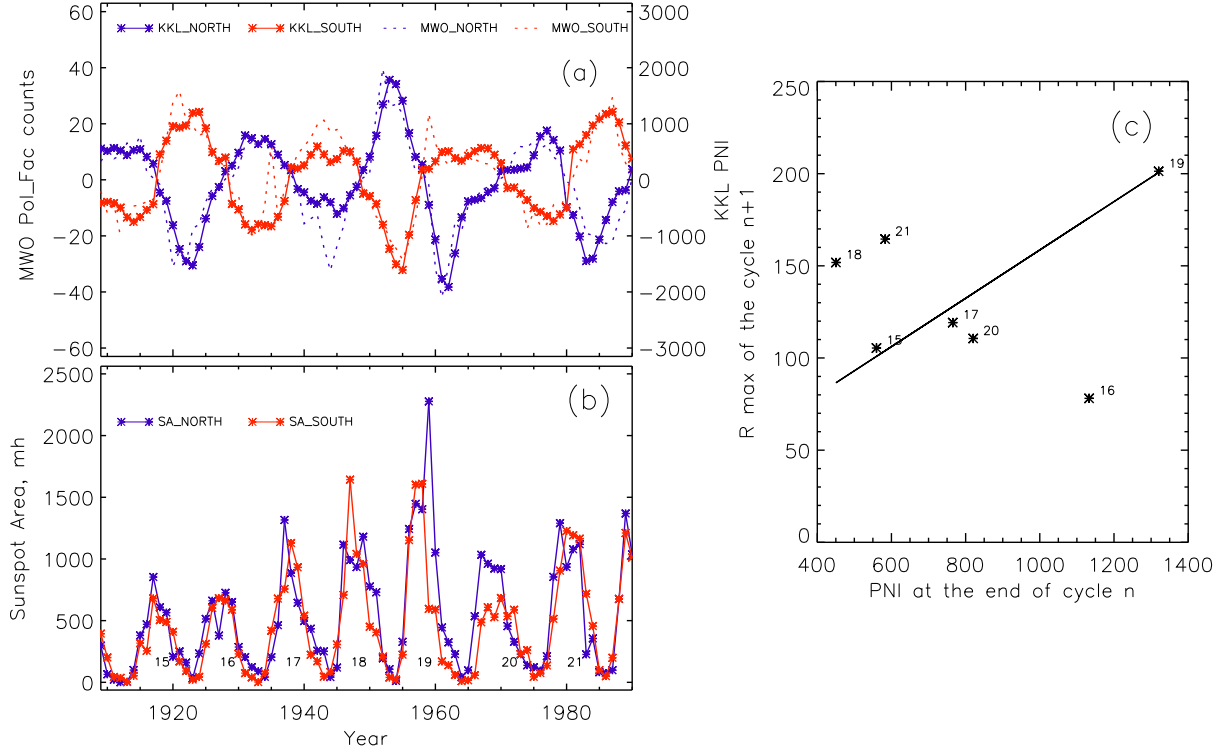 KKL_NORTH KKL_SOUTH MWO_NORTH MWO_SOUTH
(a)
60
40
20
0
−20
−40
−60
MWO Pol_Fac counts
3000
2000
1000
0
−1000
−2000
−3000
KKL PNI
SA_NORTH SA_SOUTH
(b)
2500
2000
1500
1000
500
0
Sunspot Area, mh
15 16 17 18 19 20 21
1920 1940 1960 1980
Year
(c)
250
200
150
100
50
0
R max of the cycle n+1
19
21
18
17
15
20
16
400 600 800 1000 1200 1400
PNI at the end of cycle n